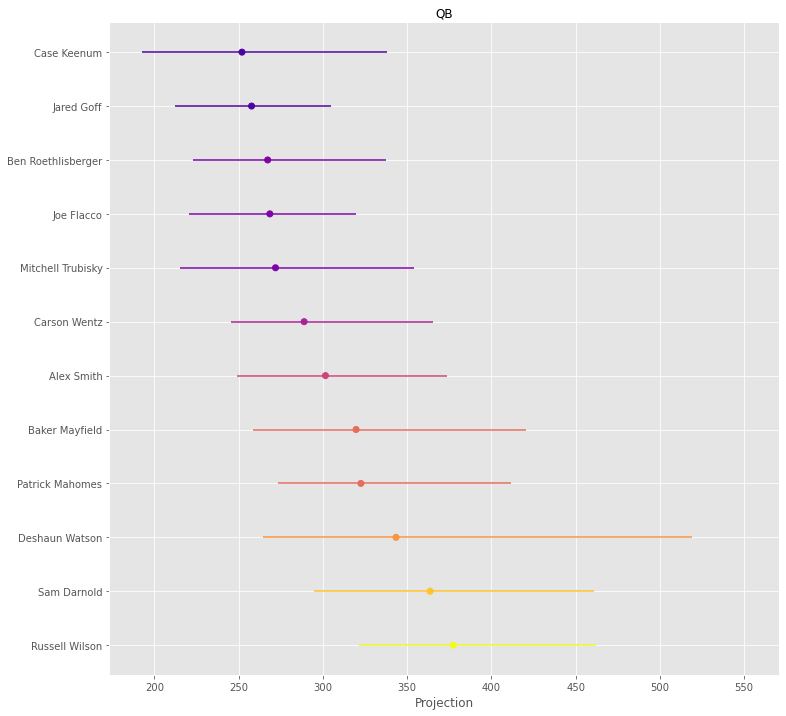 QB
Case Keenum
Jared Goff
Ben Roethlisberger
Joe Flacco
Mitchell Trubisky
Carson Wentz
Alex Smith
Baker Mayfield
Patrick Mahomes
Deshaun Watson
Sam Darnold
Russell Wilson
200 250 300 350 400 450 500 550
Projection